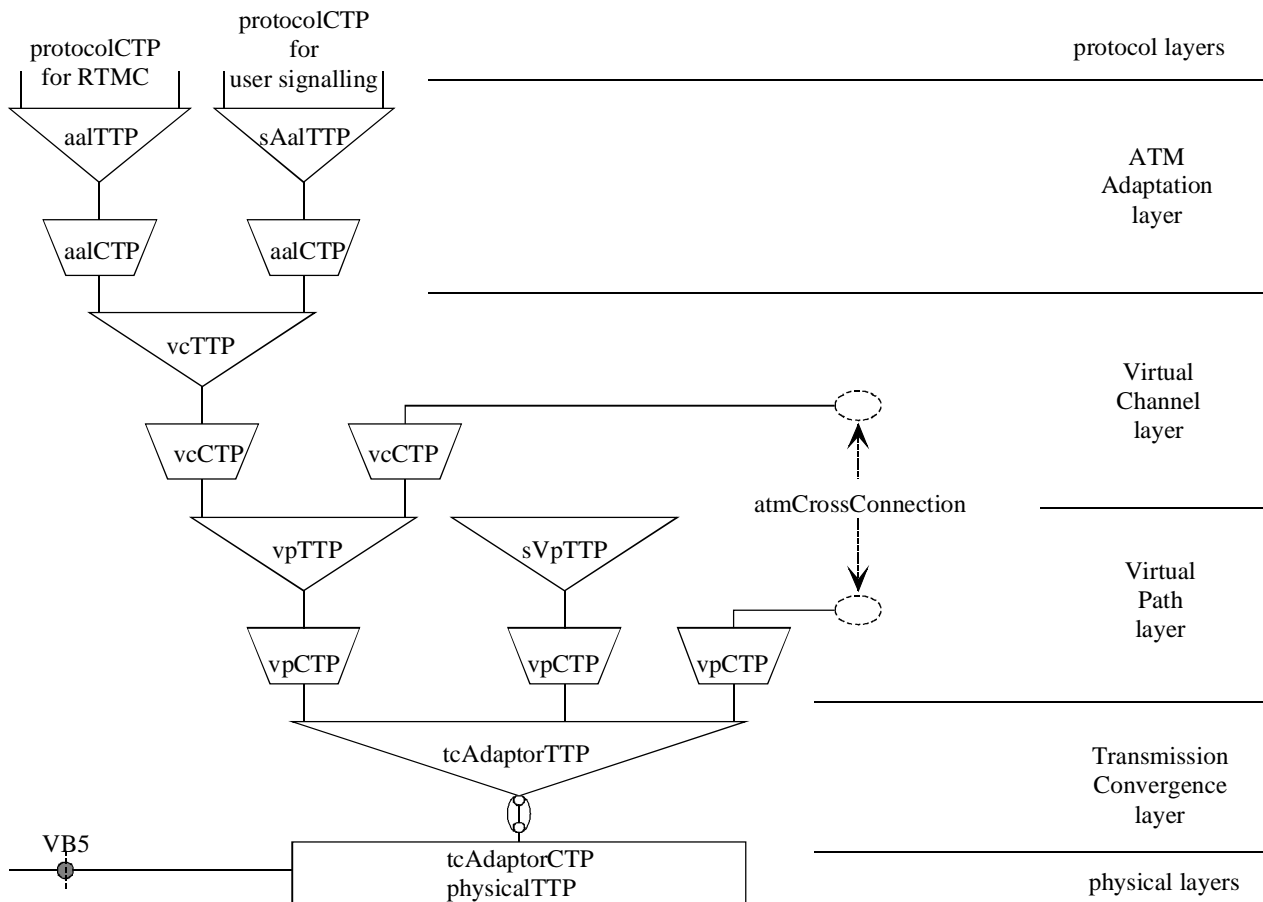 protocolCTP
for RTMC
protocolCTP
for
user signalling
protocol layers
aalTTP
sAalTTP
ATM
Adaptation
layer
aalCTP
aalCTP
vcTTP
Virtual
Channel
layer
vcCTP
vcCTP
atmCrossConnection
vpTTP
sVpTTP
Virtual
Path
layer
vpCTP
vpCTP
vpCTP
tcAdaptorTTP
Transmission
Convergence
layer
VB5
tcAdaptorCTP
physicalTTP
physical layers